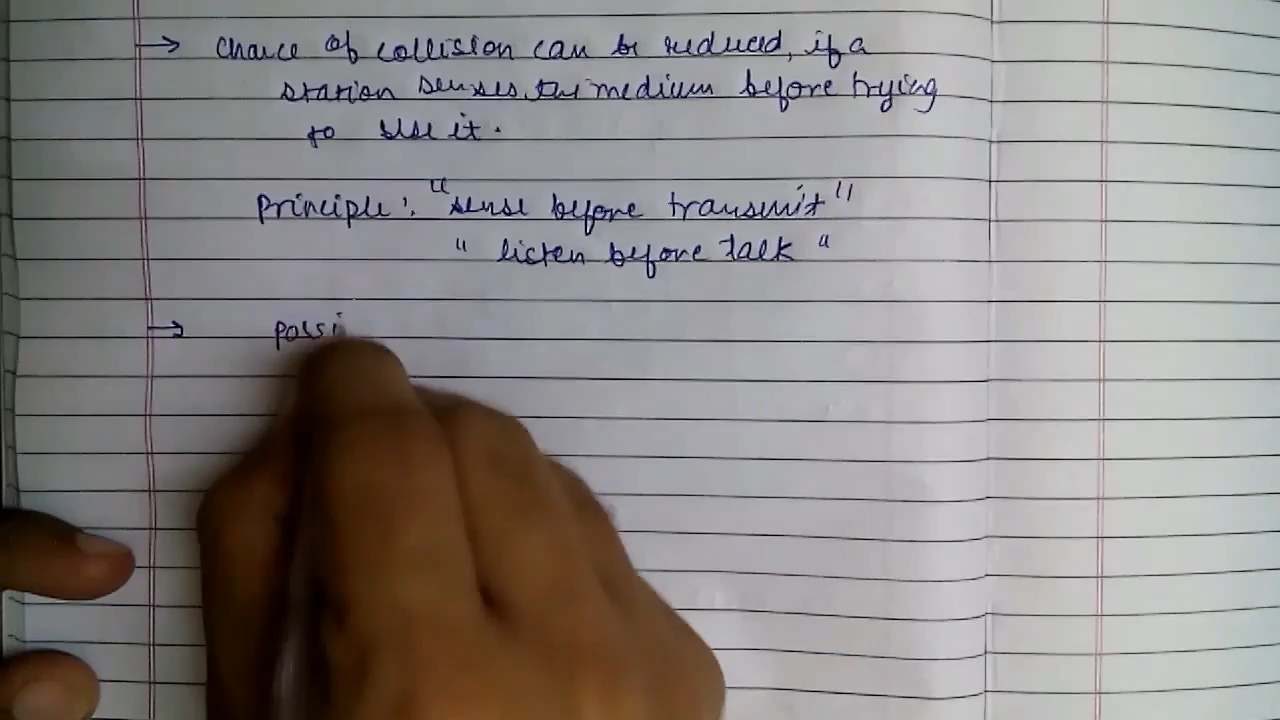 → chance of collision can be reduced, if a
station senses the medium before trying
to use it.
Principle: "sense before transmit"
" listen before talk "
→ possi